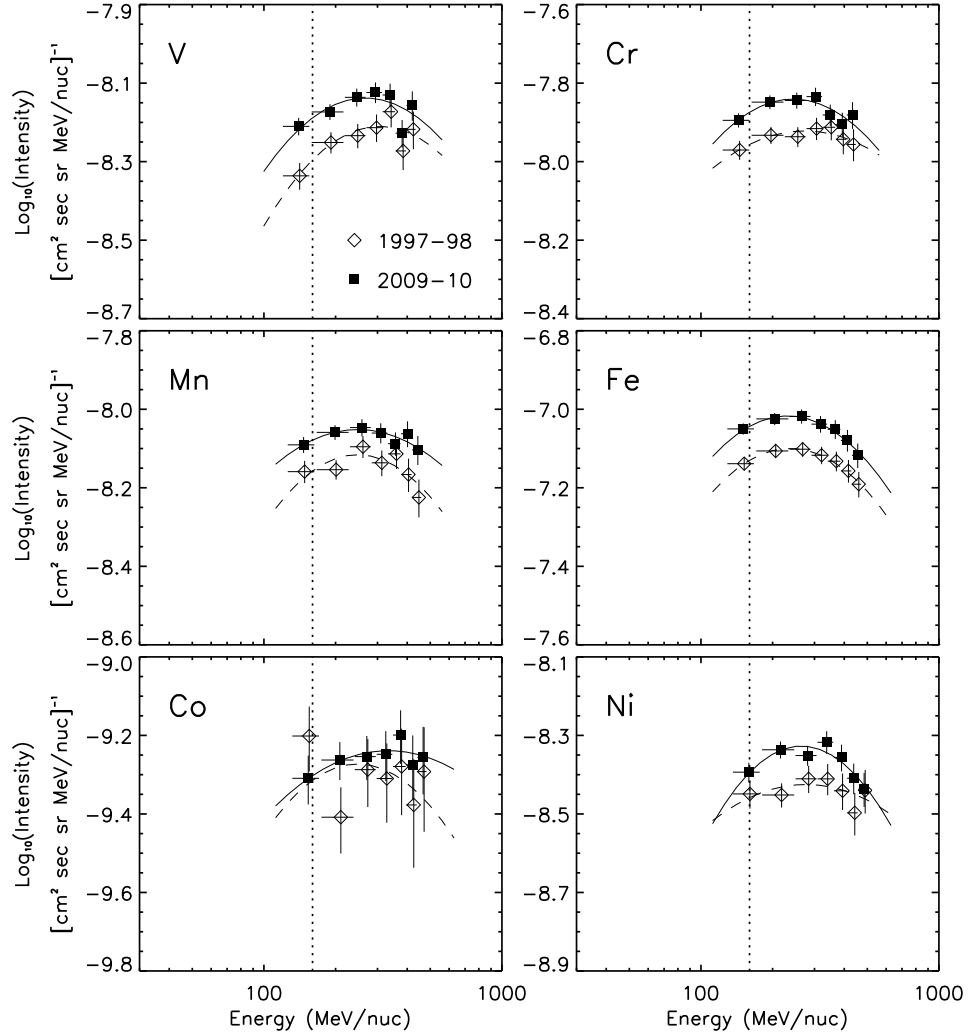 −7.9
−8.1
−8.3
−8.5
−8.7
V
◇ 1997−98
■ 2009−10
Log₁₀(Intensity)
[cm² sec sr MeV/nuc]⁻¹
−7.6
−7.8
−8.0
−8.2
−8.4
Cr
−7.8
−8.0
−8.2
−8.4
−8.6
Mn
Log₁₀(Intensity)
[cm² sec sr MeV/nuc]⁻¹
−6.8
−7.0
−7.2
−7.4
−7.6
Fe
−9.0
−9.2
−9.4
−9.6
−9.8
Co
Log₁₀(Intensity)
[cm² sec sr MeV/nuc]⁻¹
100
1000
Energy (MeV/nuc)
−8.1
−8.3
−8.5
−8.7
−8.9
Ni
100
1000
Energy (MeV/nuc)